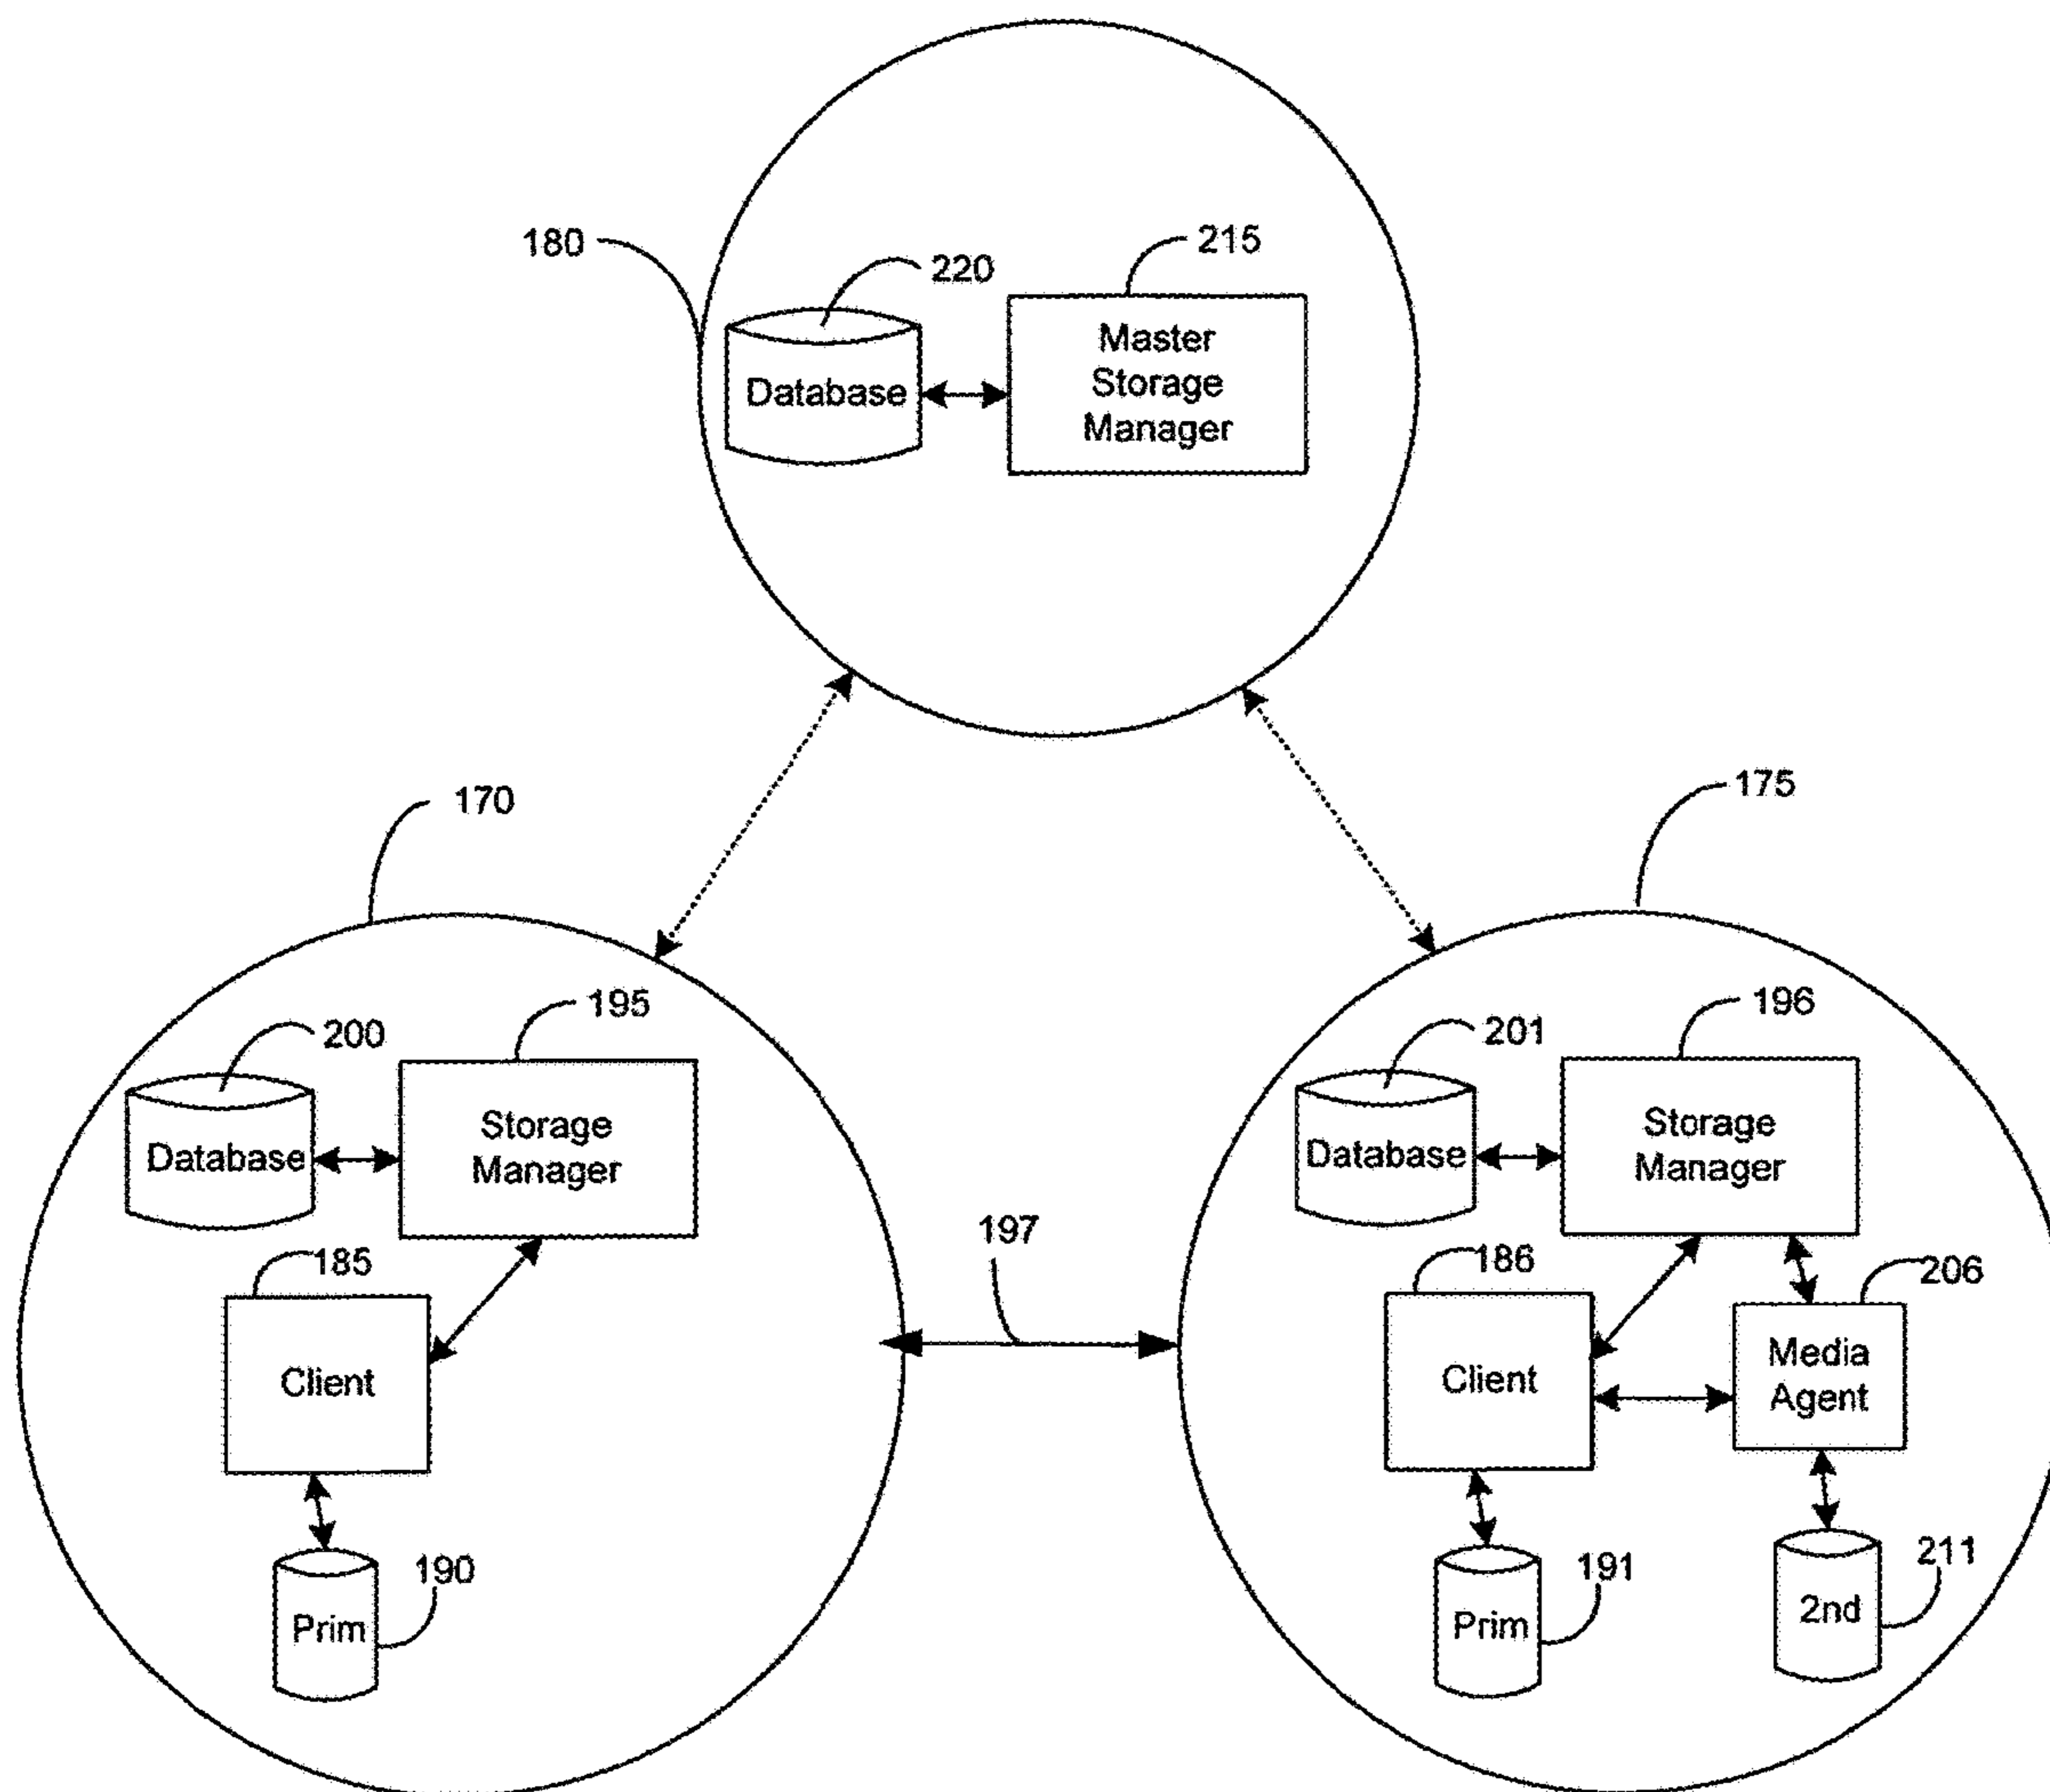 180
220
215
Database
Master
Storage
Manager
170
175
200
195
Database
Storage
Manager
185
Client
190
Prim
197
201
196
Database
Storage
Manager
186
206
Client
Media
Agent
191
Prim
211
2nd